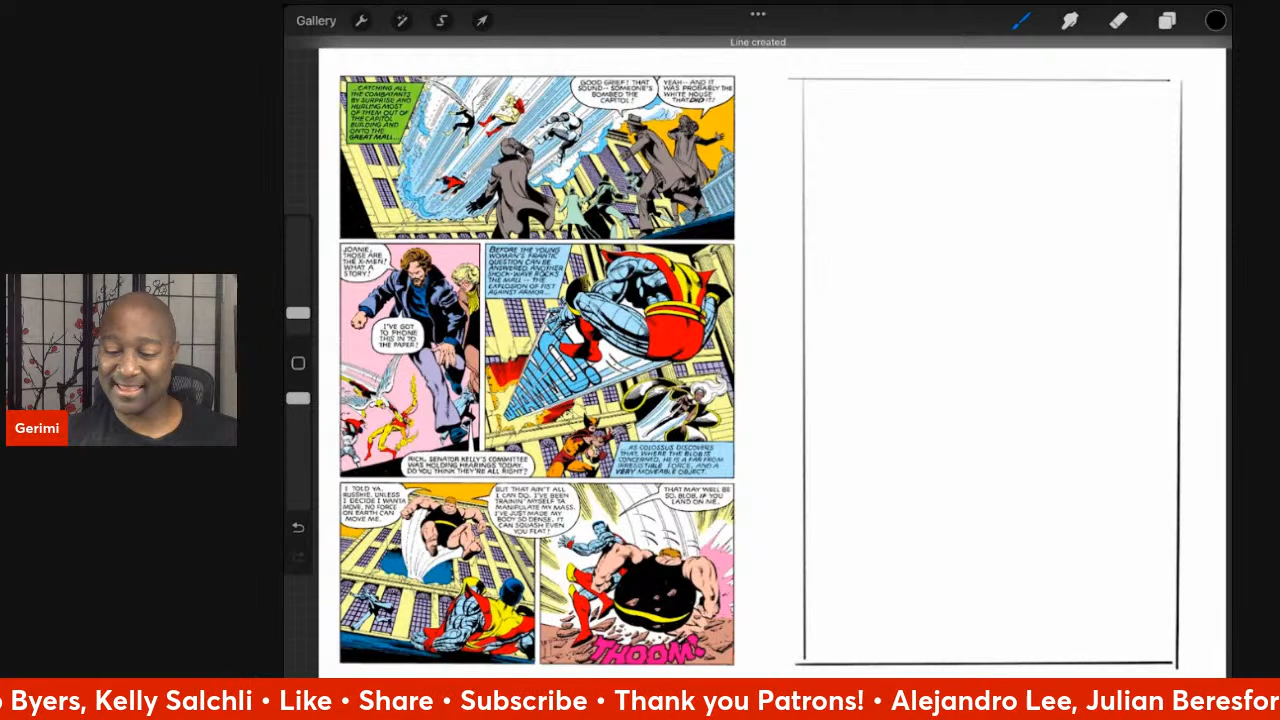 Gallery
Line created
...CATCHING ALL
THE COMBATANTS
BY SURPRISE AND
HURLING MOST
OF THEM OUT OF
THE CAPITOL
BUILDING AND
ONTO THE
GREAT MALL...
GOOD GRIEF! THAT
SOUND-- SOMEONE'S
BOMBED THE
CAPITOL!
YEAH-- AND IT
WAS PROBABLY THE
WHITE HOUSE
THAT DID IT!
JOANIE,
THOSE ARE
THE X-MEN!
WHAT A
STORY!
I'VE GOT
TO PHONE
THIS IN TO
THE PAPER!
RICK, SENATOR KELLY'S COMMITTEE
WAS HOLDING HEARINGS TODAY.
DO YOU THINK THEY'RE ALL RIGHT?
BEFORE THE YOUNG
WOMAN'S FRANTIC
QUESTION CAN BE
ANSWERED, ANOTHER
SHOCK-WAVE ROCKS
THE MALL -- THE
EXPLOSION OF FIST
AGAINST ARMOR...
AS COLOSSUS DISCOVERS
THAT, WHERE THE BLOB IS
CONCERNED, HE IS A FAR FROM
IRRESISTIBLE FORCE, AND A
VERY MOVEABLE OBJECT.
I TOLD YA,
RUSSKIE, UNLESS
I DECIDE I WANTA
MOVE, NO FORCE
ON EARTH CAN
MOVE ME.
BUT THAT AIN'T ALL
I CAN DO. I'VE BEEN
TRAININ' MYSELF TA
MANIPULATE MY MASS.
I'VE JUST MADE MY
BODY SO DENSE, IT
CAN SQUASH EVEN
YOU FLAT!
THAT MAY WELL BE
SO, BLOB, IF YOU
LAND ON ME.
THOOM!
Gerimi
Byers, Kelly Salchli • Like • Share • Subscribe • Thank you Patrons! • Alejandro Lee, Julian Beresfor